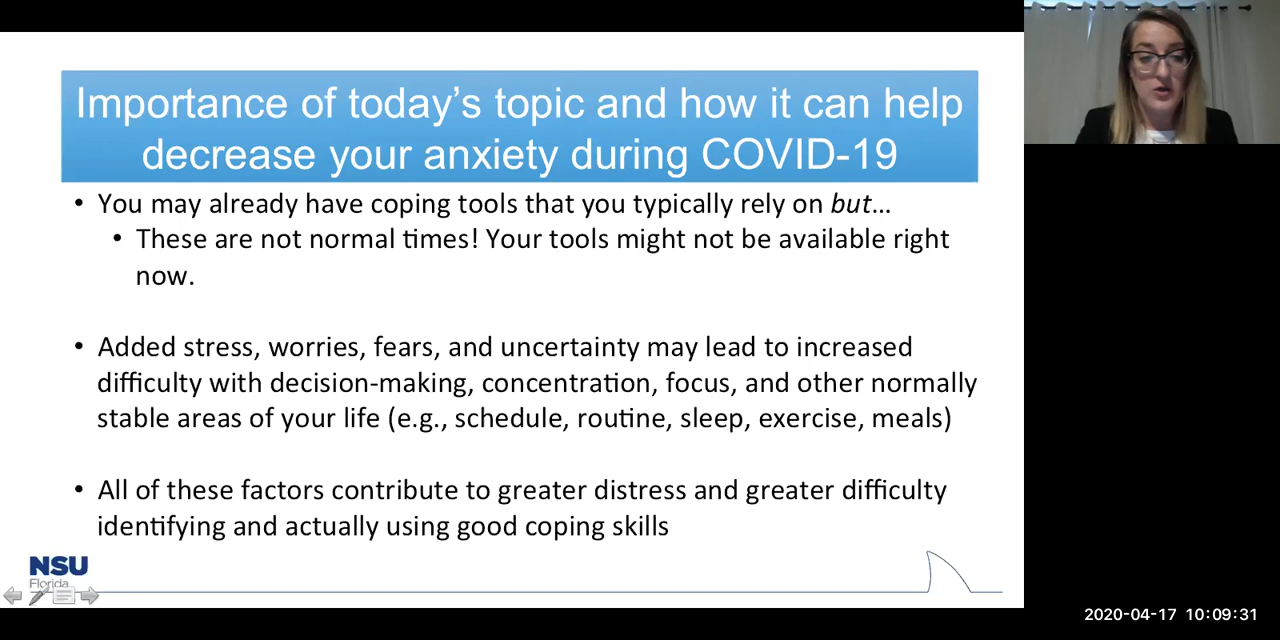 Importance of today's topic and how it can help
decrease your anxiety during COVID-19
• You may already have coping tools that you typically rely on but…
• These are not normal times! Your tools might not be available right
now.
• Added stress, worries, fears, and uncertainty may lead to increased
difficulty with decision-making, concentration, focus, and other normally
stable areas of your life (e.g., schedule, routine, sleep, exercise, meals)
• All of these factors contribute to greater distress and greater difficulty
identifying and actually using good coping skills
NSU
Florida
2020-04-17 10:09:31